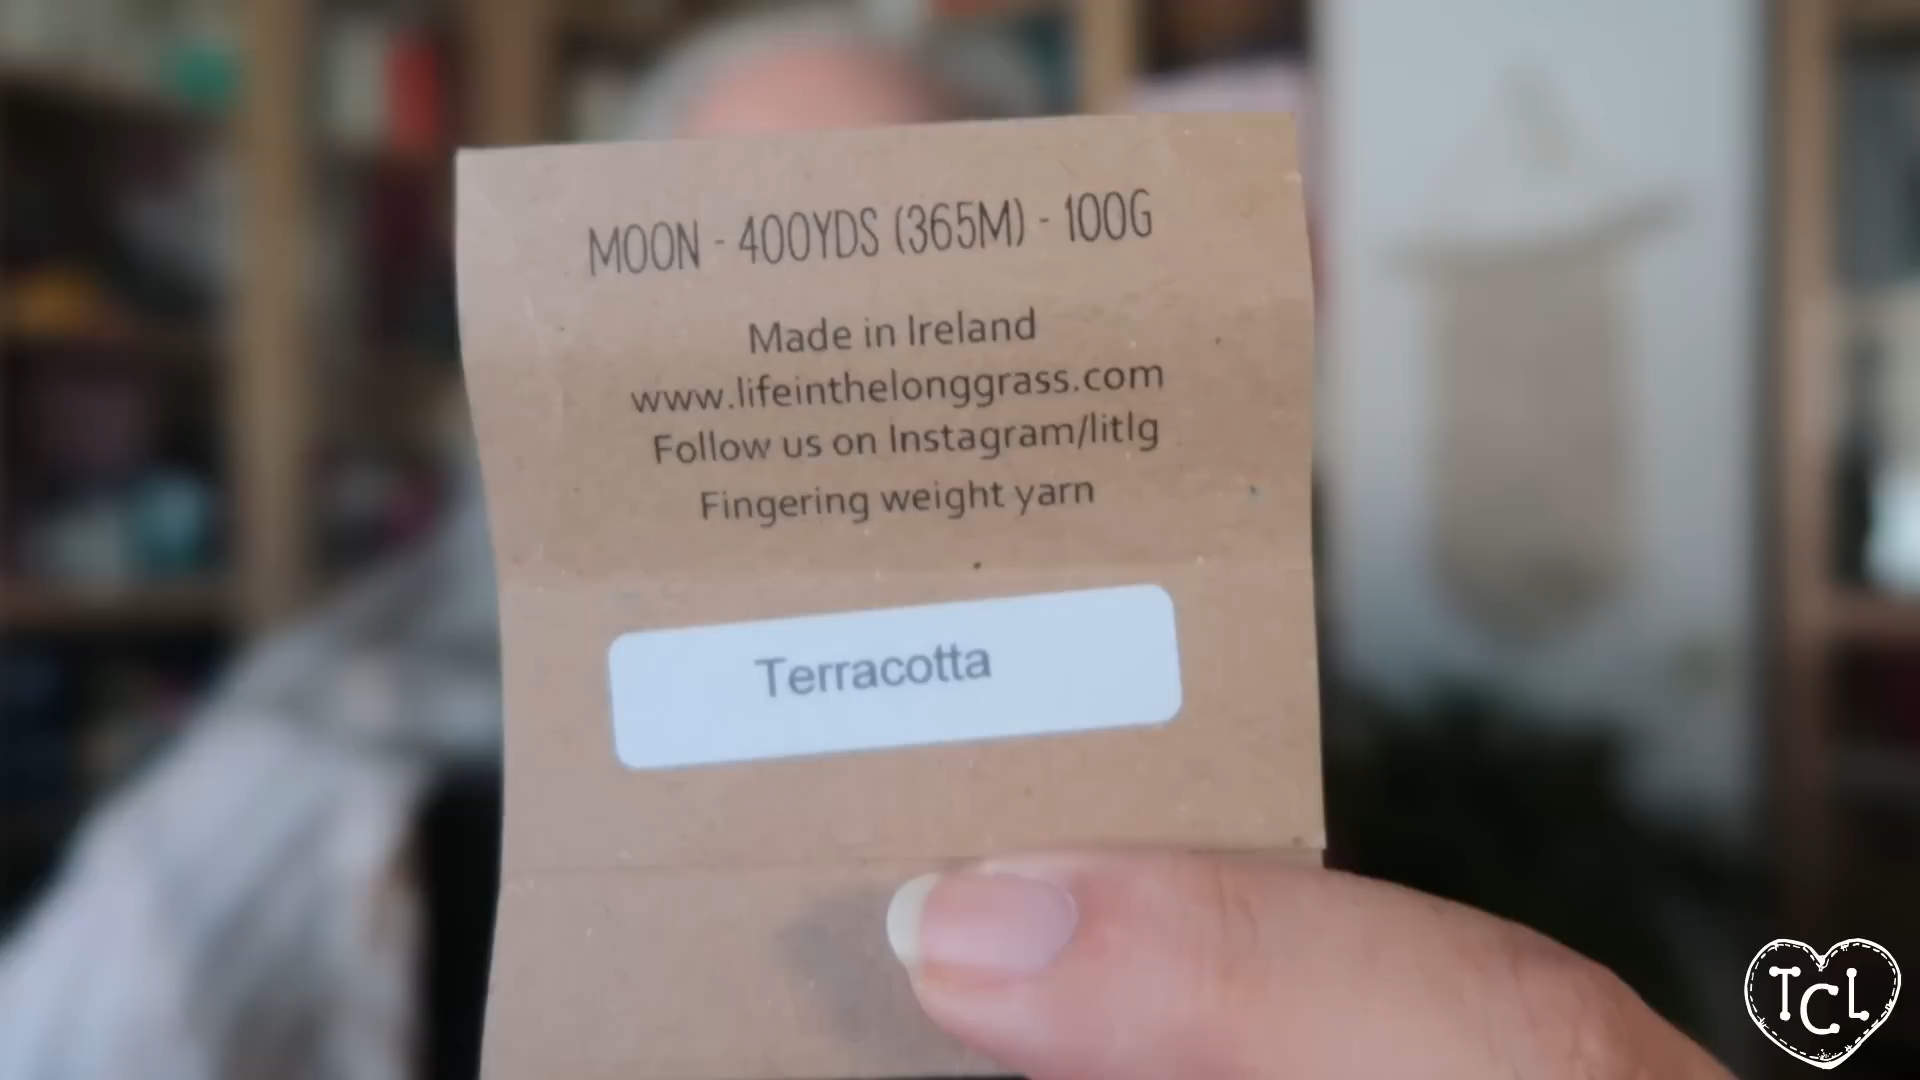 MOON - 400YDS (365M) - 100G
Made in Ireland
www.lifeinthelonggrass.com
Follow us on Instagram/litlg
Fingering weight yarn
Terracotta
TCL